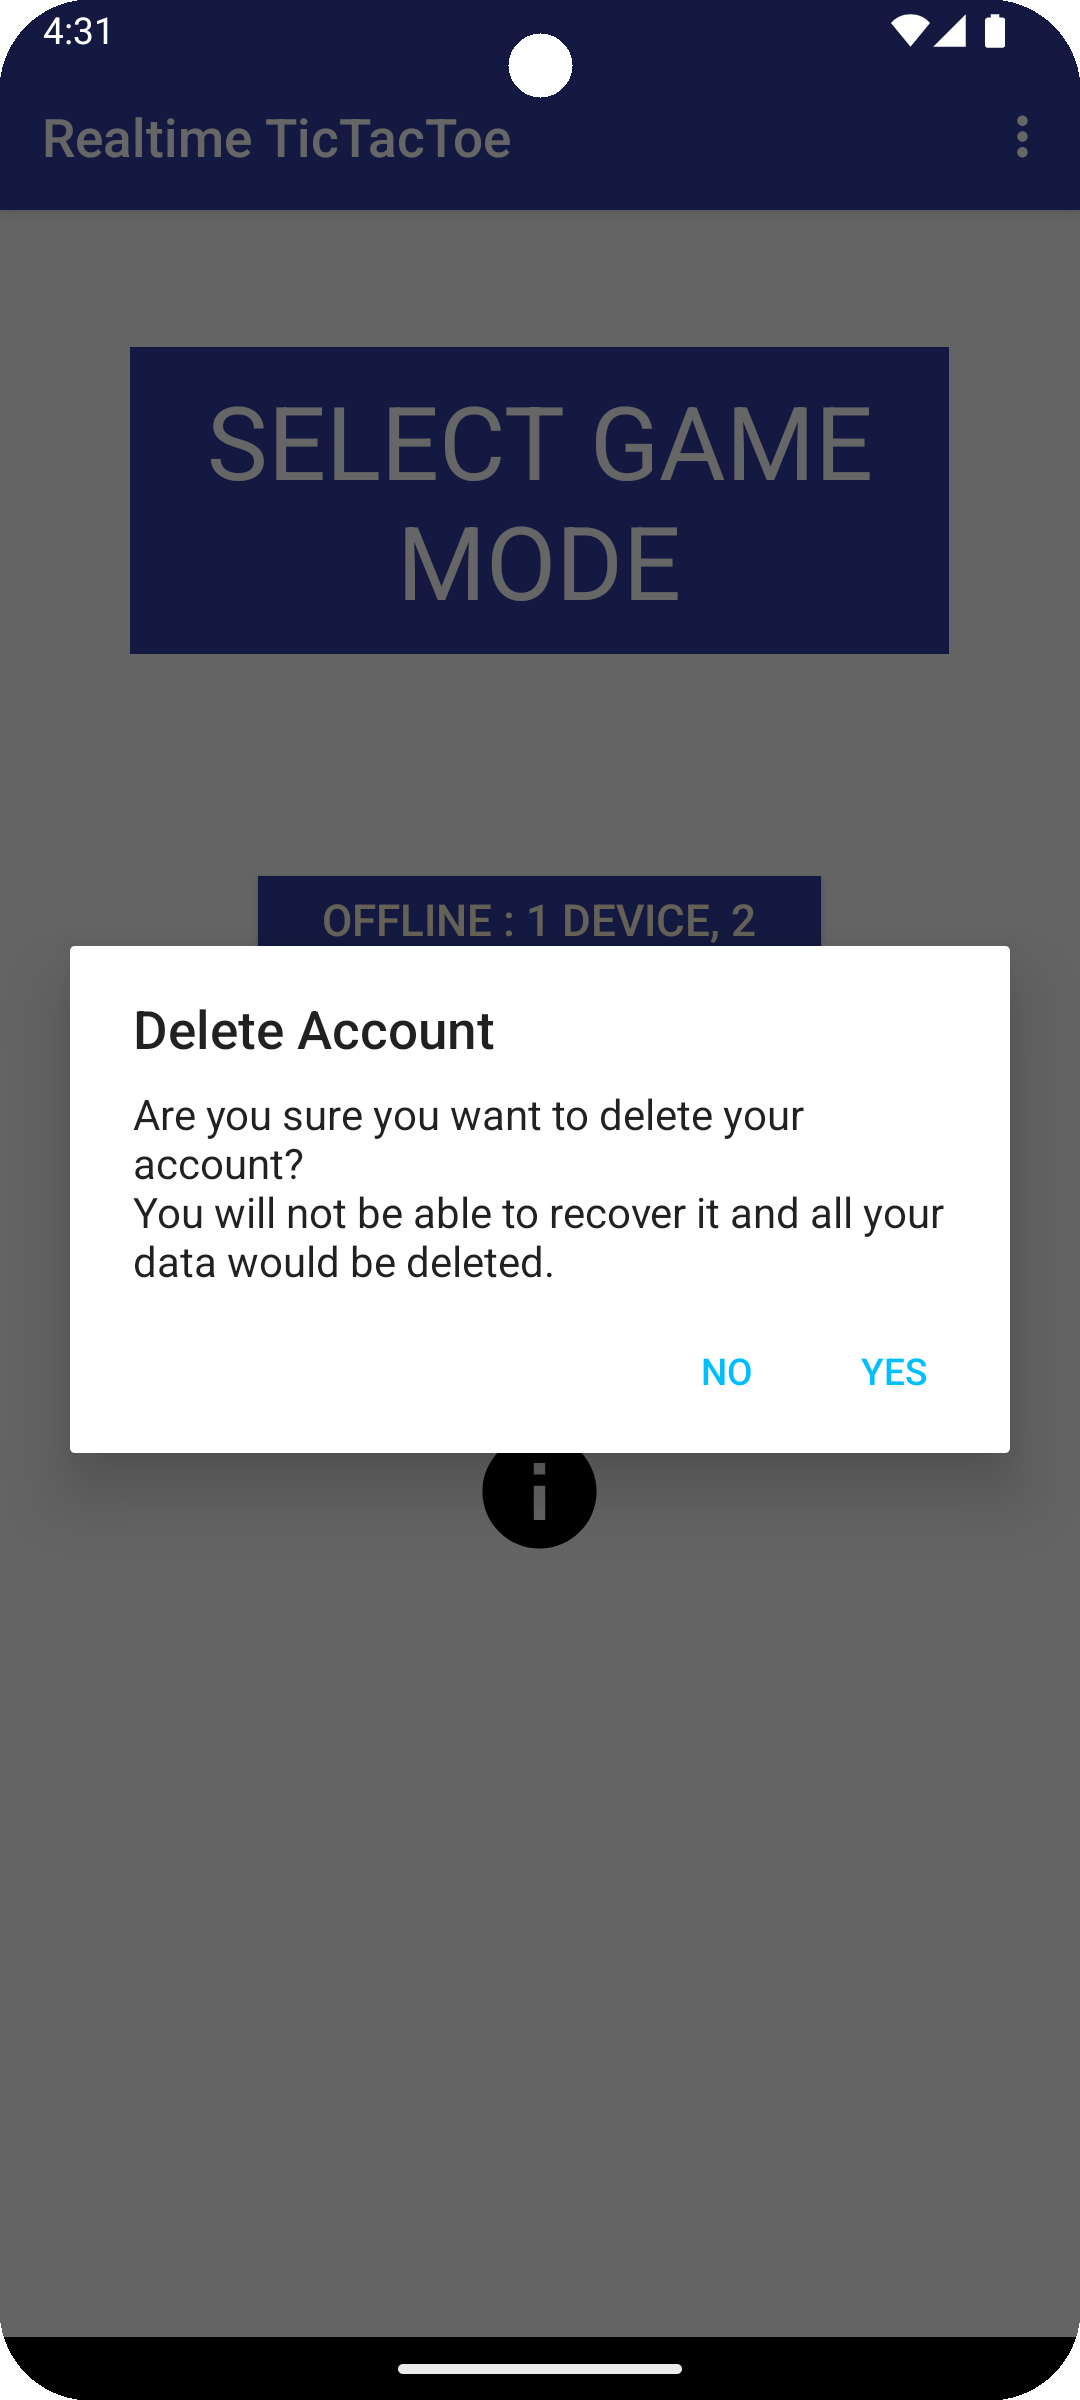 4:31
Realtime TicTacToe
SELECT GAME
MODE
OFFLINE : 1 DEVICE, 2
Delete Account
Are you sure you want to delete your
account?
You will not be able to recover it and all your
data would be deleted.
NO YES